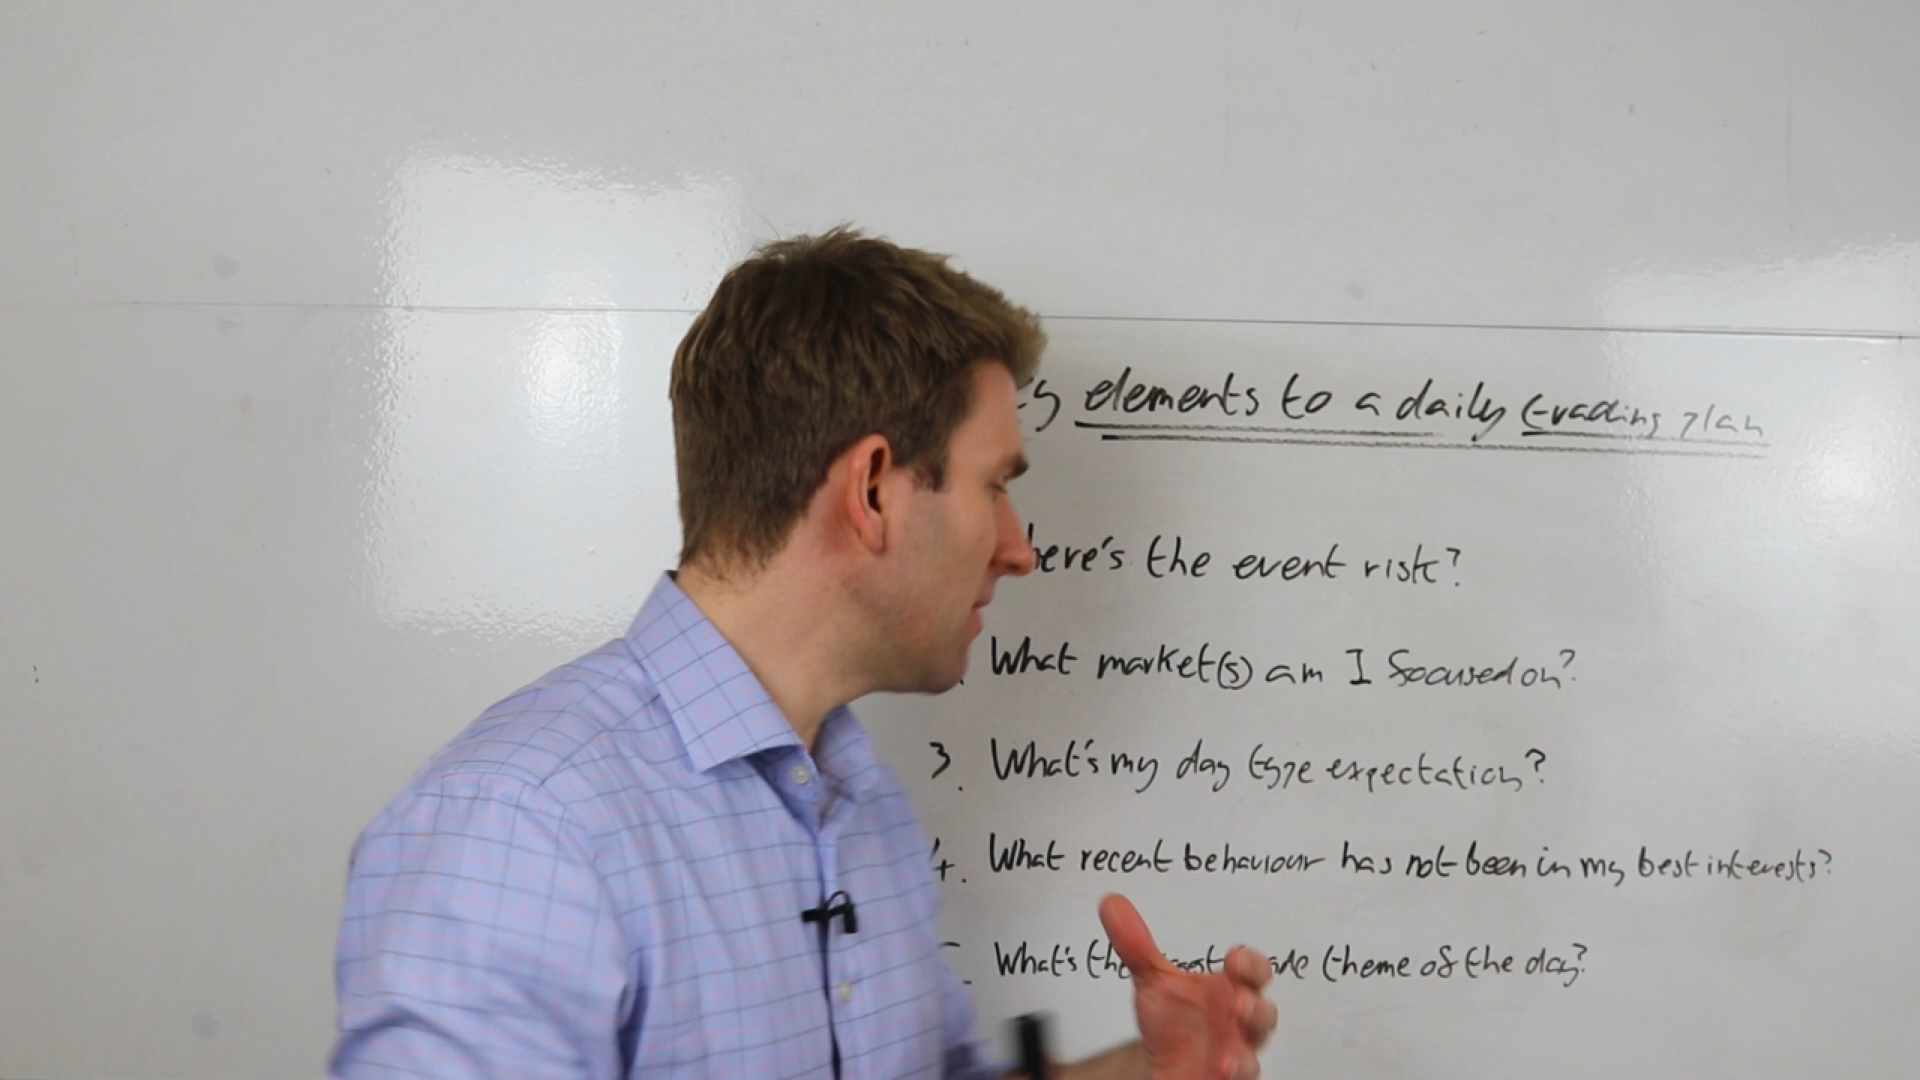 elements to a daily trading plan
here's the event risk?
What market(s) am I focused on?
3. What's my day type expectation?
4. What recent behaviour has not been in my best interests?
What's the theme of the day?